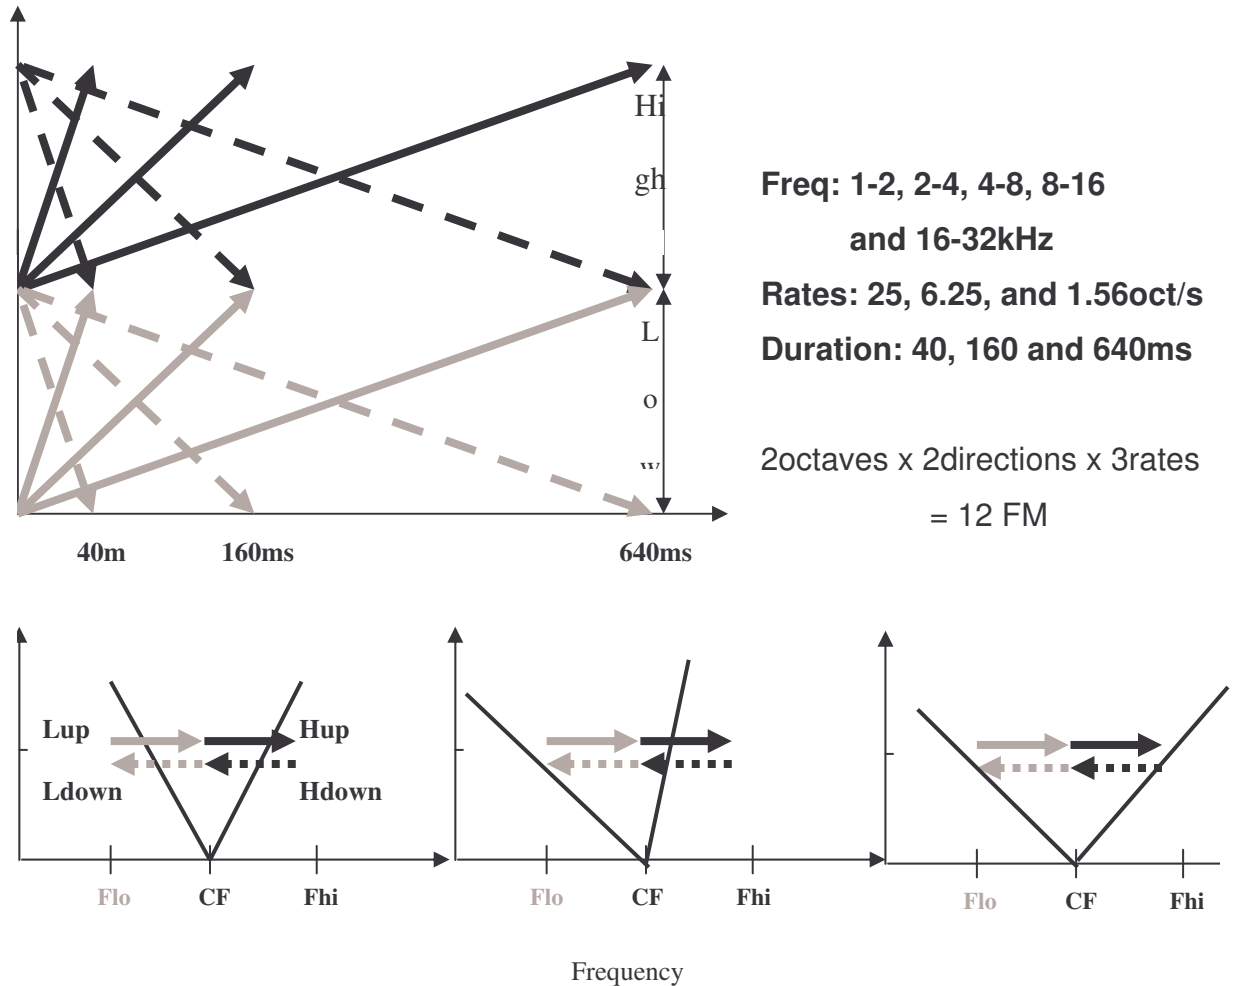 Hi
gh
L
o
w
40m 160ms 640ms
Freq: 1-2, 2-4, 4-8, 8-16
and 16-32kHz
Rates: 25, 6.25, and 1.56oct/s
Duration: 40, 160 and 640ms
2octaves x 2directions x 3rates
= 12 FM
Lup Hup
Ldown Hdown
Flo CF Fhi Flo CF Fhi Flo CF Fhi
Frequency